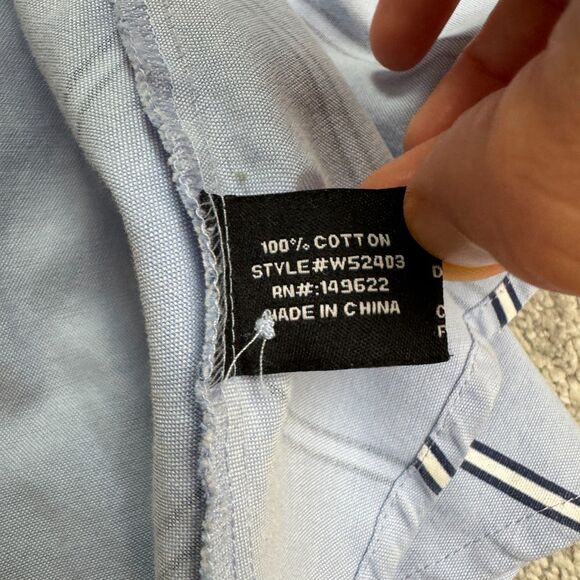 100% COTTON
STYLE#W52403
RN#:149622
MADE IN CHINA